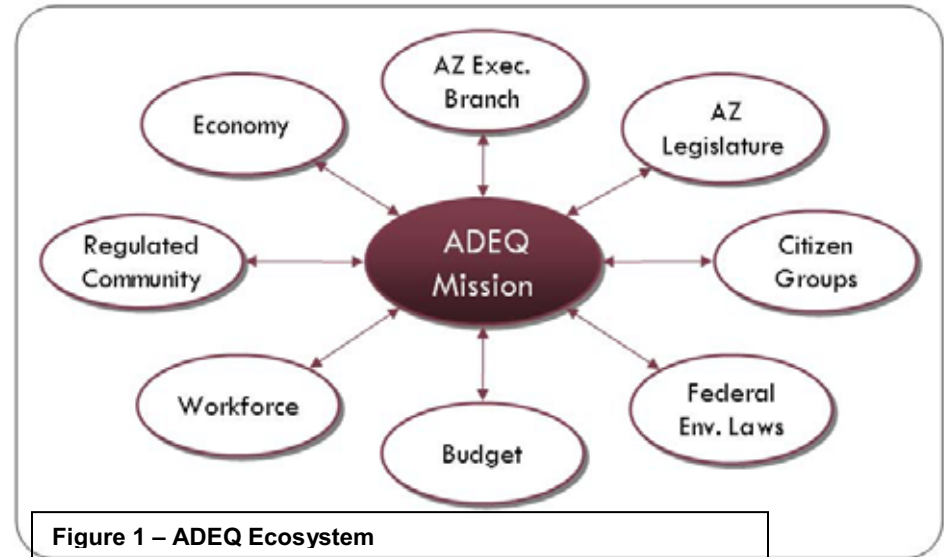 AZ Exec.
Branch
Economy
AZ
Legislature
ADEQ
Mission
Regulated
Community
Citizen
Groups
Workforce
Federal
Env. Laws
Budget
Figure 1 – ADEQ Ecosystem